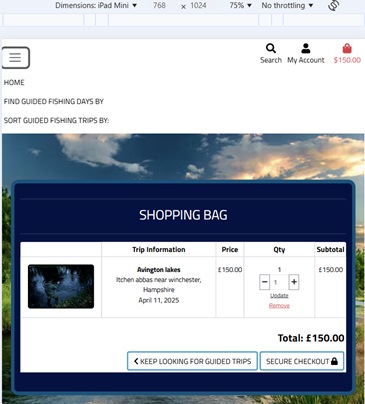 Dimensions: iPad Mini ▼ 768 × 1024 75% ▼ No throttling ▼
Search My Account $150.00
HOME
FIND GUIDED FISHING DAYS BY
SORT GUIDED FISHING TRIPS BY:
SHOPPING BAG
Trip Information Price Qty Subtotal
Avington lakes £150.00 1 £150.00
Itchen abbas near winchester, − 1 +
Hampshire Update
April 11, 2025 Remove
Total: £150.00
KEEP LOOKING FOR GUIDED TRIPS SECURE CHECKOUT